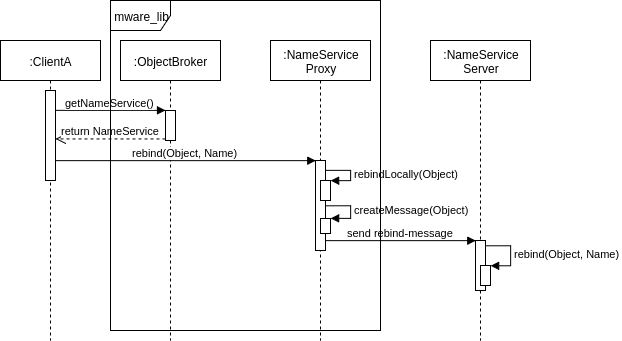 mware_lib
:ClientA
:ObjectBroker
:NameService
Proxy
:NameService
Server
getNameService()
return NameService
rebind(Object, Name)
rebindLocally(Object)
createMessage(Object)
send rebind-message
rebind(Object, Name)